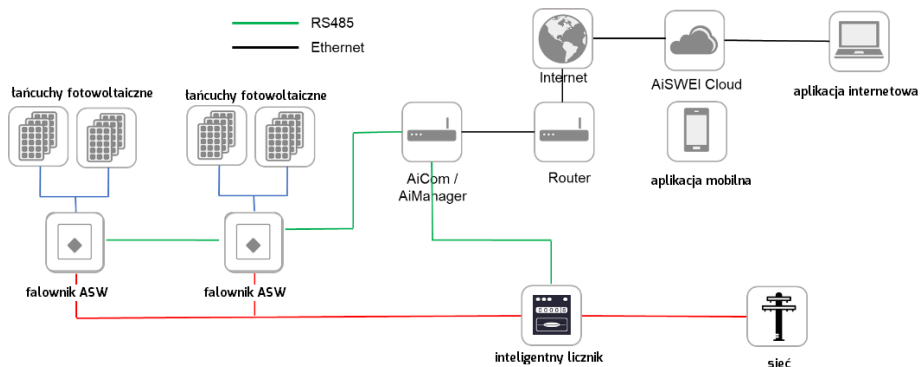 RS485
Ethernet
łańcuchy fotowoltaiczne
łańcuchy fotowoltaiczne
Internet
AiSWEI Cloud
aplikacja internetowa
AiCom /
AiManager
Router
aplikacja mobilna
falownik ASW
falownik ASW
inteligentny licznik
sieć